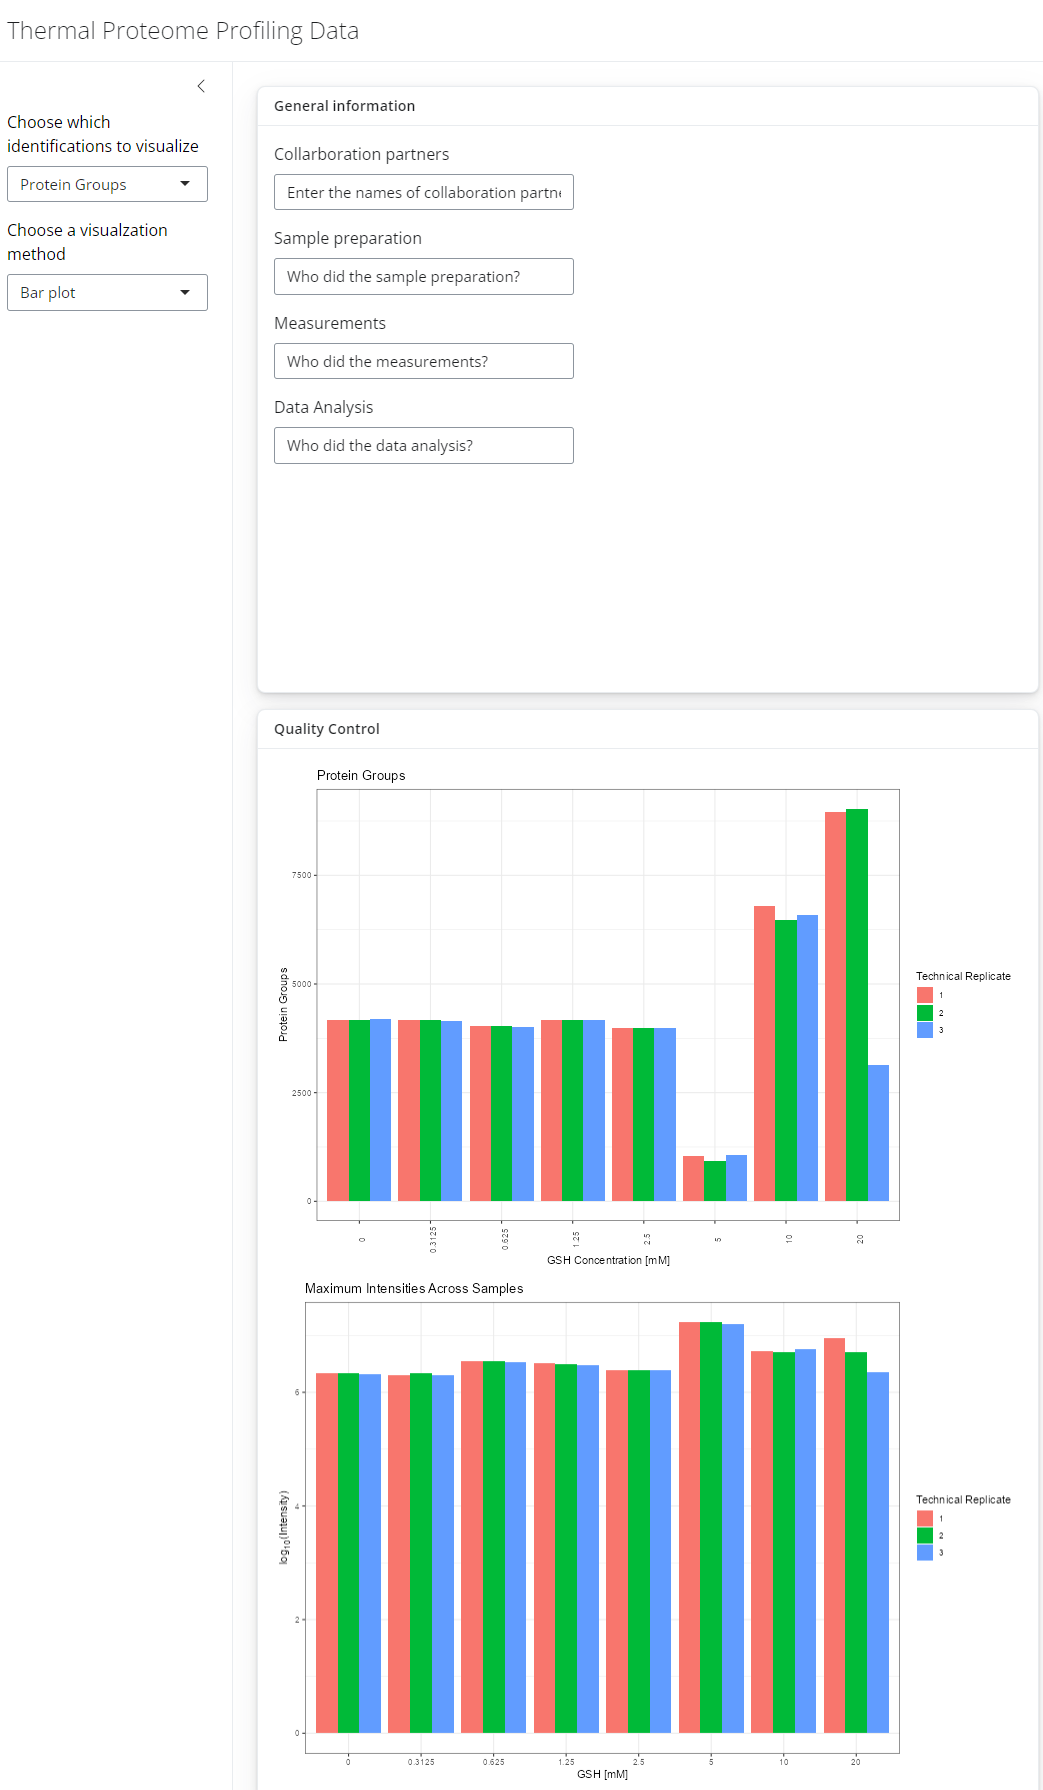 Thermal Proteome Profiling Data
Choose which
identifications to visualize
Protein Groups
Choose a visualzation
method
Bar plot
General information
Collarboration partners
Enter the names of collaboration partne
Sample preparation
Who did the sample preparation?
Measurements
Who did the measurements?
Data Analysis
Who did the data analysis?
Quality Control
Protein Groups
7500
5000
2500
0
Protein Groups
0
0.3125
0.625
1.25
2.5
5
10
20
GSH Concentration [mM]
Technical Replicate
1
2
3
Maximum Intensities Across Samples
6
4
2
0
log10(Intensity)
0
0.3125
0.625
1.25
2.5
5
10
20
GSH [mM]
Technical Replicate
1
2
3